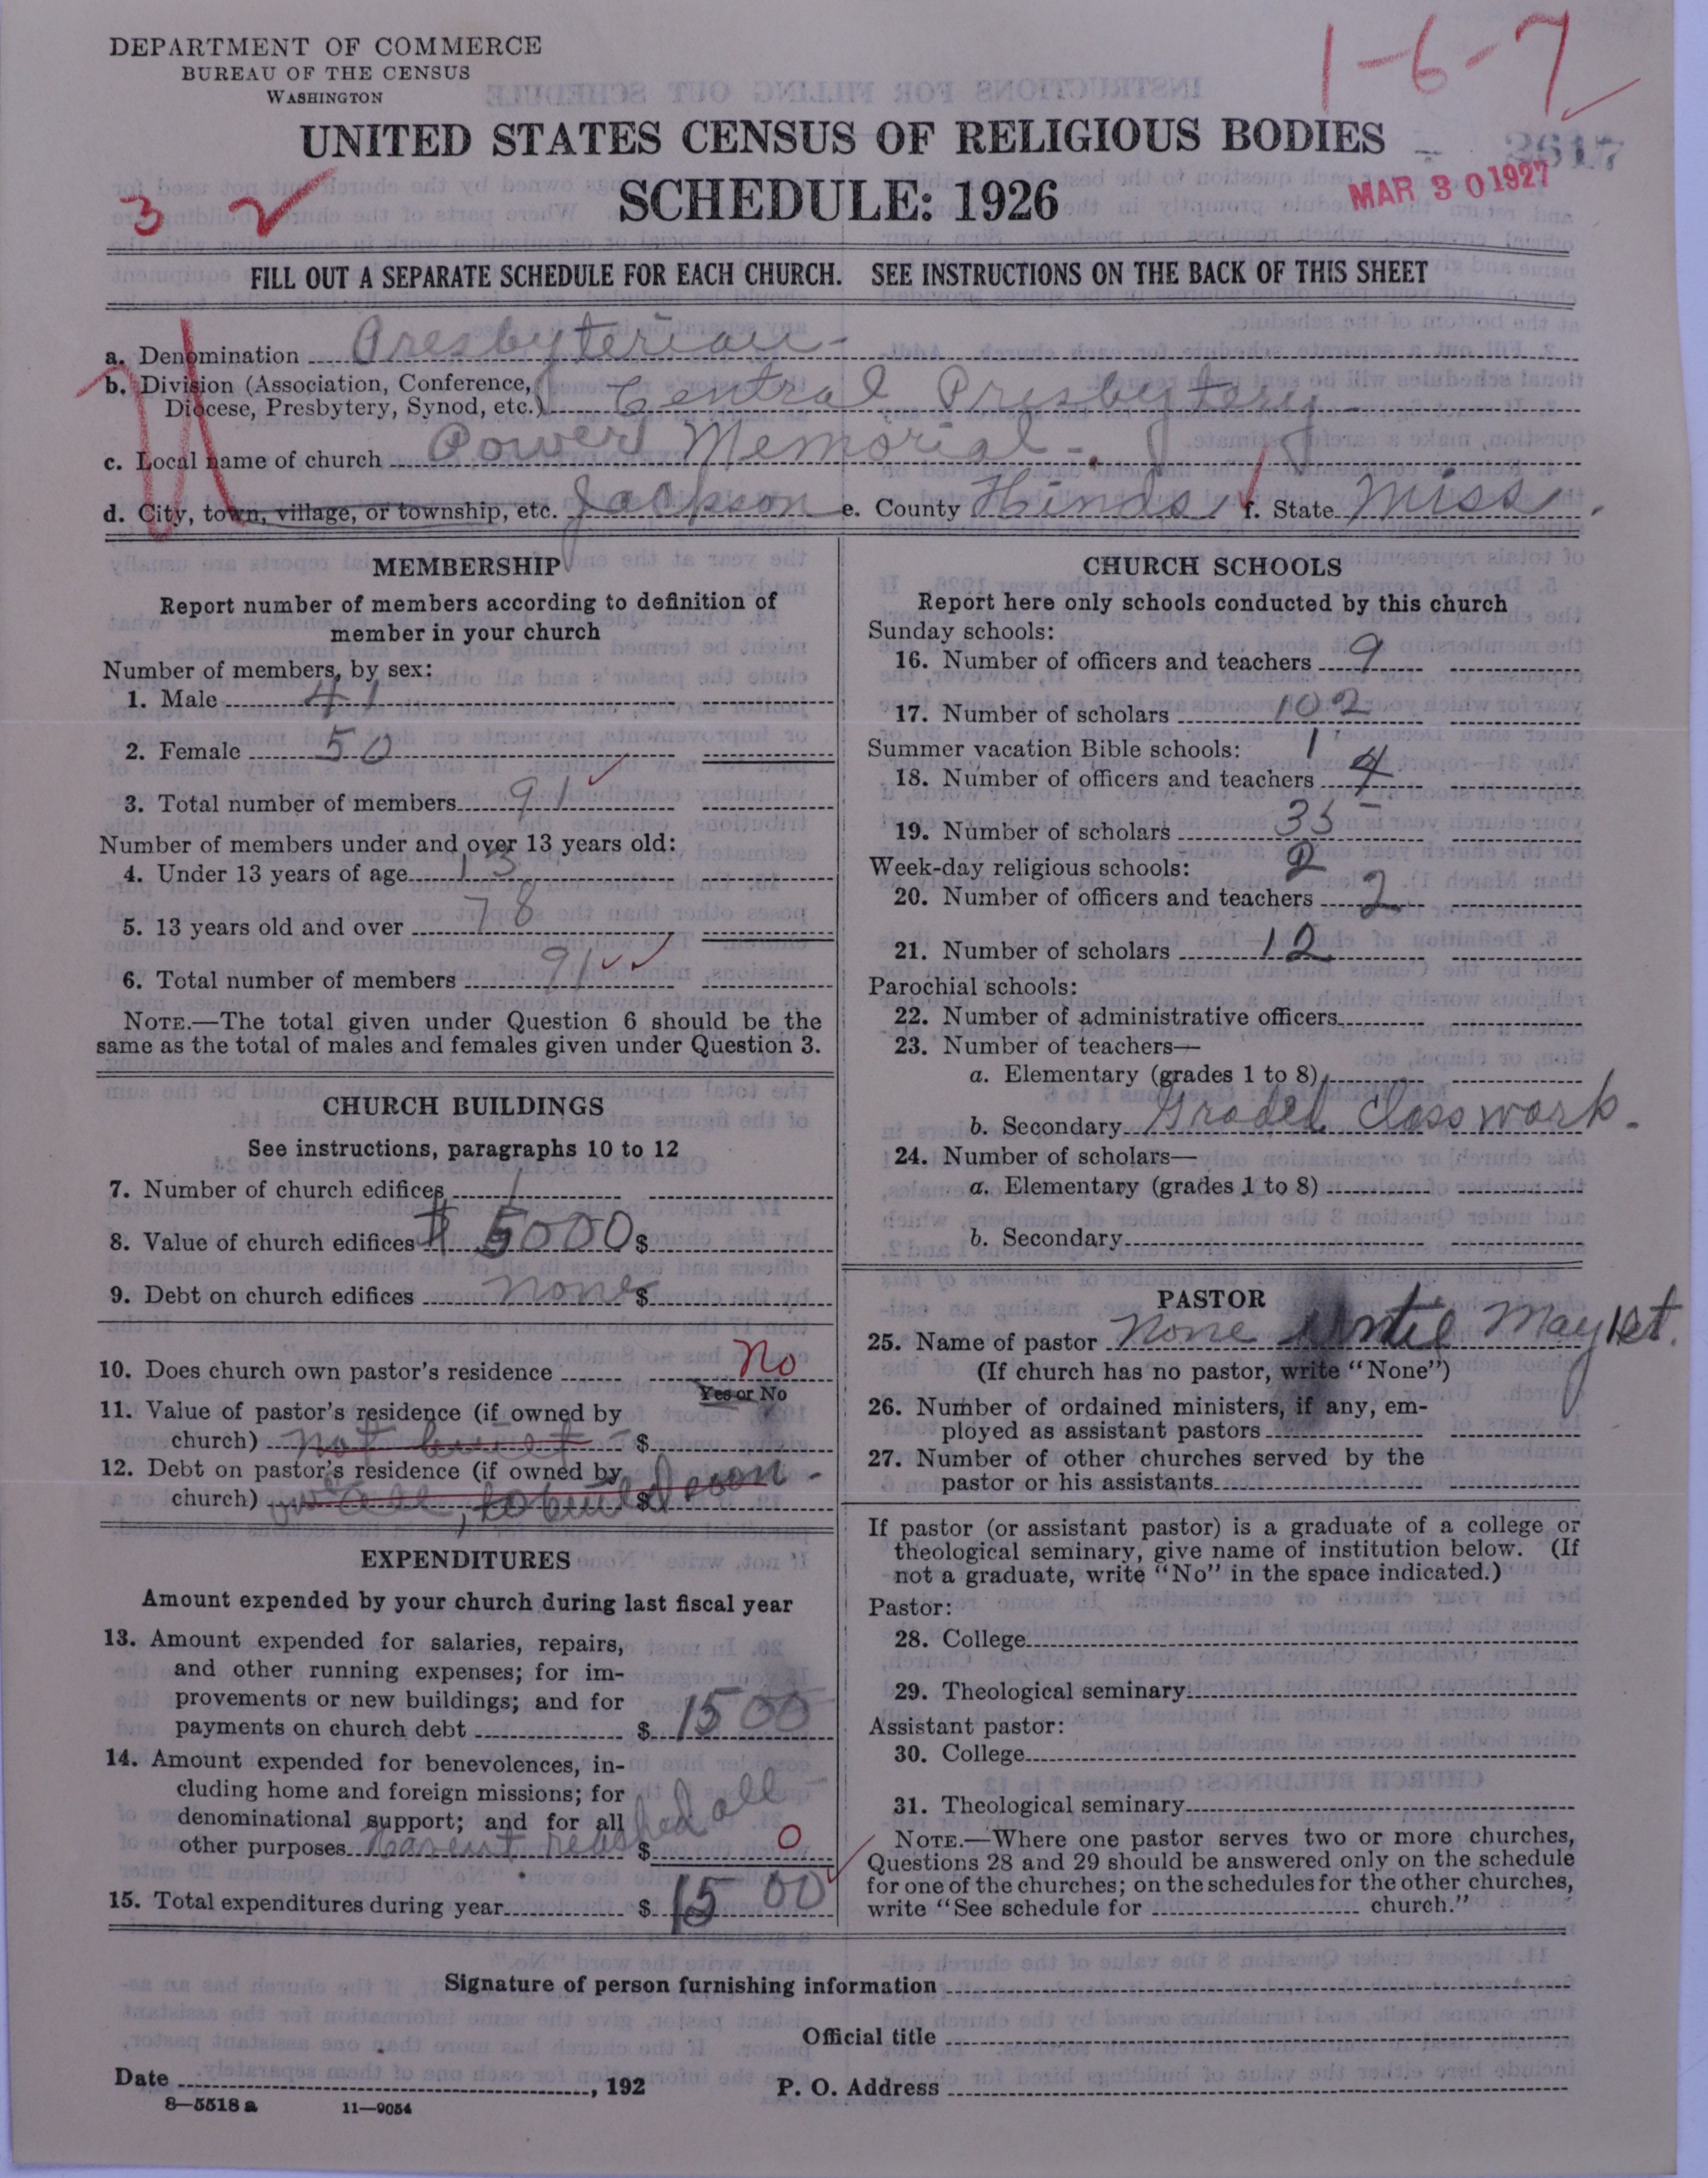 DEPARTMENT OF COMMERCE
BUREAU OF THE CENSUS
WASHINGTON
1-6-7
UNITED STATES CENSUS OF RELIGIOUS BODIES
SCHEDULE: 1926
3 2
2617
MAR 30 1927
FILL OUT A SEPARATE SCHEDULE FOR EACH CHURCH. SEE INSTRUCTIONS ON THE BACK OF THIS SHEET
a. Denomination Presbyterian -
b. Division (Association, Conference, Diocese, Presbytery, Synod, etc.) Central Presbytery
c. Local name of church Power Memorial -
d. City, town, village, or township, etc. Jackson e. County Hinds f. State Miss.
MEMBERSHIP
Report number of members according to definition of
member in your church
Number of members, by sex:
1. Male 41
2. Female 50
3. Total number of members 91
Number of members under and over 13 years old:
4. Under 13 years of age 13
5. 13 years old and over 78
6. Total number of members 91
NOTE.—The total given under Question 6 should be the
same as the total of males and females given under Question 3.
CHURCH BUILDINGS
See instructions, paragraphs 10 to 12
7. Number of church edifices 1
8. Value of church edifices $ 5000 $
9. Debt on church edifices none $
10. Does church own pastor's residence No
Yes or No
11. Value of pastor's residence (if owned by
church) not built - $
12. Debt on pastor's residence (if owned by
church) to build soon - $
EXPENDITURES
Amount expended by your church during last fiscal year
13. Amount expended for salaries, repairs,
and other running expenses; for im-
provements or new buildings; and for
payments on church debt $ 1500
14. Amount expended for benevolences, in-
cluding home and foreign missions; for
denominational support; and for all
other purposes $ 0
all
15. Total expenditures during year $ 1500
CHURCH SCHOOLS
Report here only schools conducted by this church
Sunday schools:
16. Number of officers and teachers 9
17. Number of scholars 102
Summer vacation Bible schools: 1
18. Number of officers and teachers 4
19. Number of scholars 35
Week-day religious schools: 2
20. Number of officers and teachers 2
21. Number of scholars 12
Parochial schools:
22. Number of administrative officers
23. Number of teachers—
a. Elementary (grades 1 to 8)
b. Secondary Graded Class work.
24. Number of scholars—
a. Elementary (grades 1 to 8)
b. Secondary
PASTOR
25. Name of pastor None Until May 1st.
(If church has no pastor, write "None")
26. Number of ordained ministers, if any, em-
ployed as assistant pastors
27. Number of other churches served by the
pastor or his assistants
If pastor (or assistant pastor) is a graduate of a college or
theological seminary, give name of institution below. (If
not a graduate, write "No" in the space indicated.)
Pastor:
28. College
29. Theological seminary
Assistant pastor:
30. College
31. Theological seminary
NOTE.—Where one pastor serves two or more churches,
Questions 28 and 29 should be answered only on the schedule
for one of the churches; on the schedules for the other churches,
write "See schedule for church."
Signature of person furnishing information
Official title
Date , 192 P. O. Address
8—5518 a 11—9054